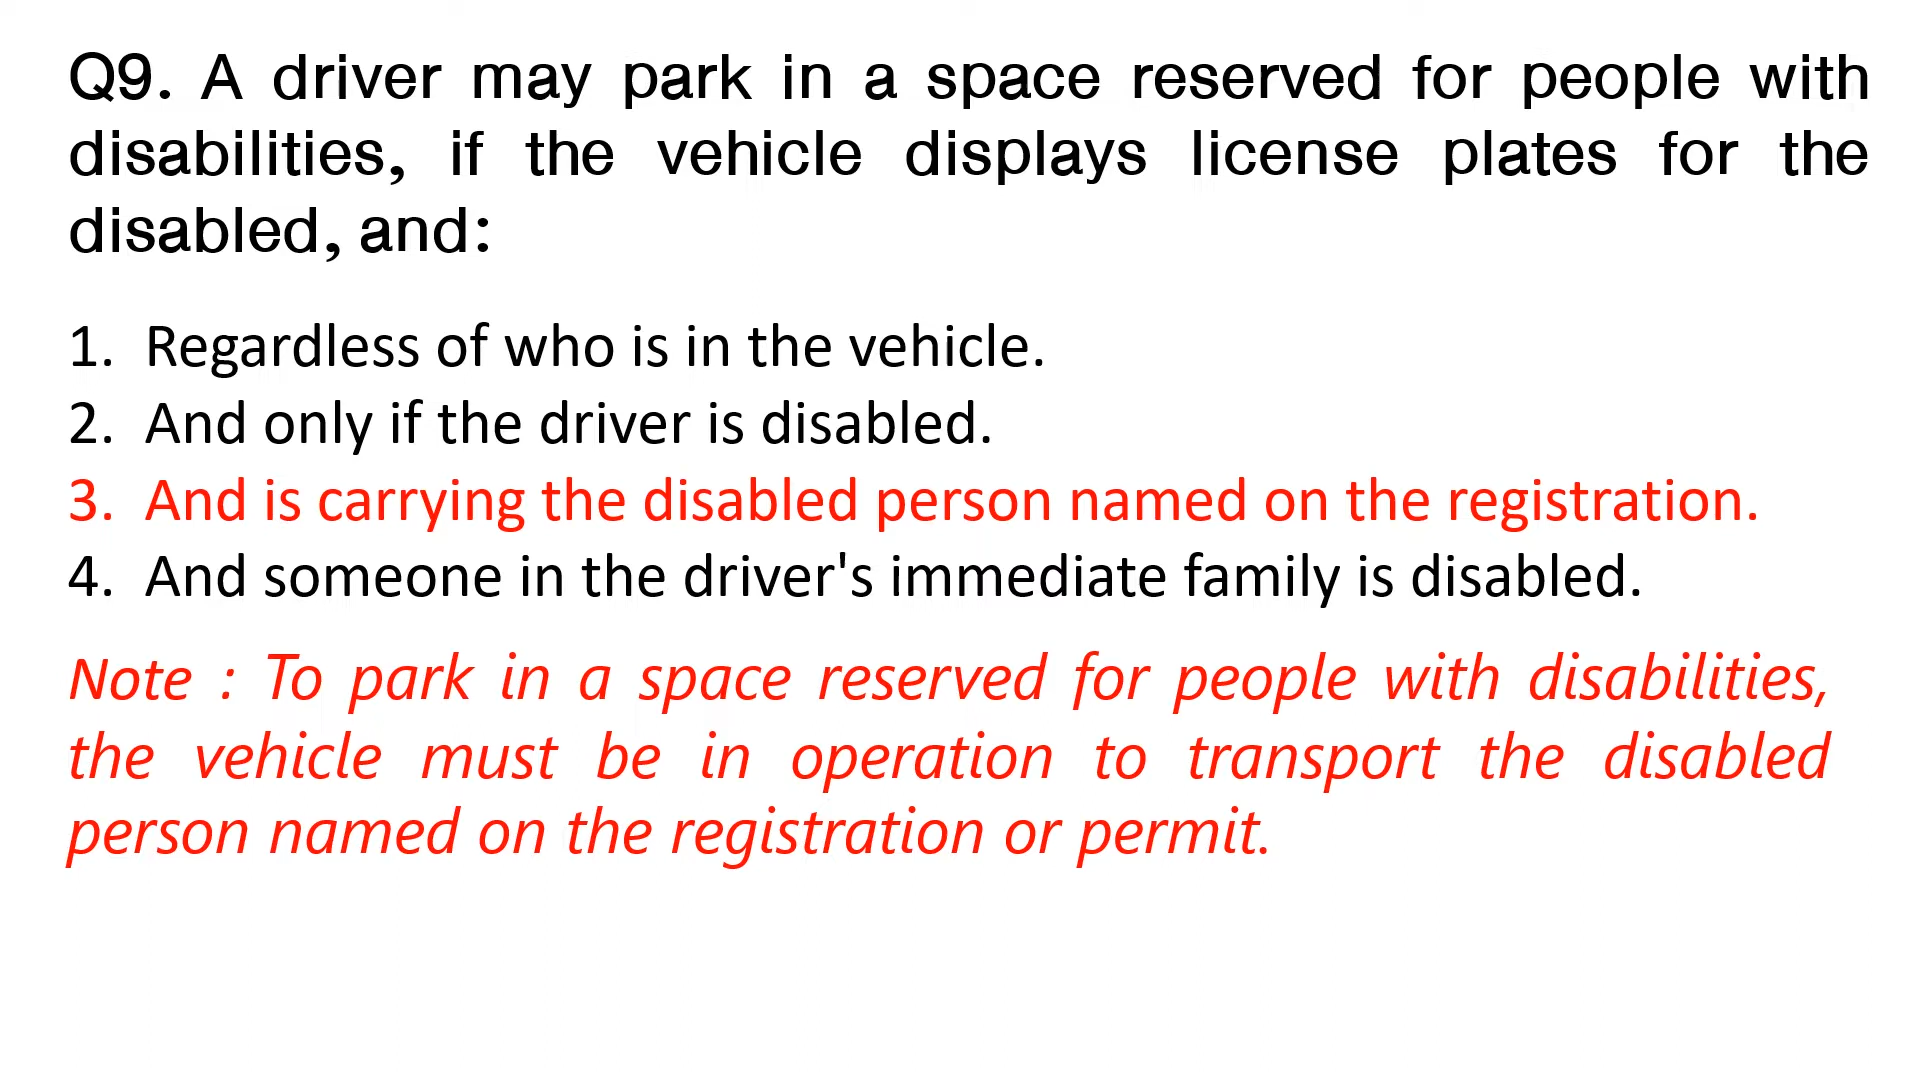 Q9. A driver may park in a space reserved for people with
disabilities, if the vehicle displays license plates for the
disabled, and:
1. Regardless of who is in the vehicle.
2. And only if the driver is disabled.
3. And is carrying the disabled person named on the registration.
4. And someone in the driver's immediate family is disabled.
Note : To park in a space reserved for people with disabilities,
the vehicle must be in operation to transport the disabled
person named on the registration or permit.